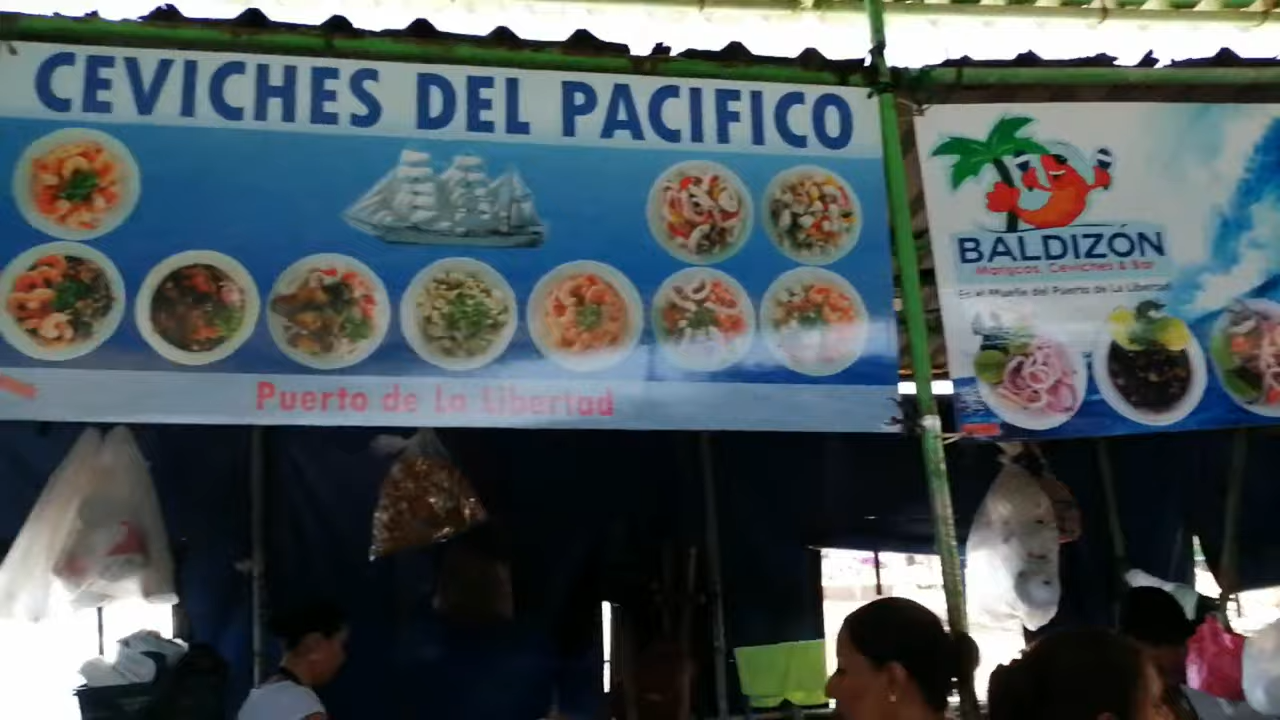 CEVICHES DEL PACIFICO
Puerto de La Libertad
BALDIZÓN
Mariscos, Ceviches & Bar
En el Muelle del Puerto de La Libertad